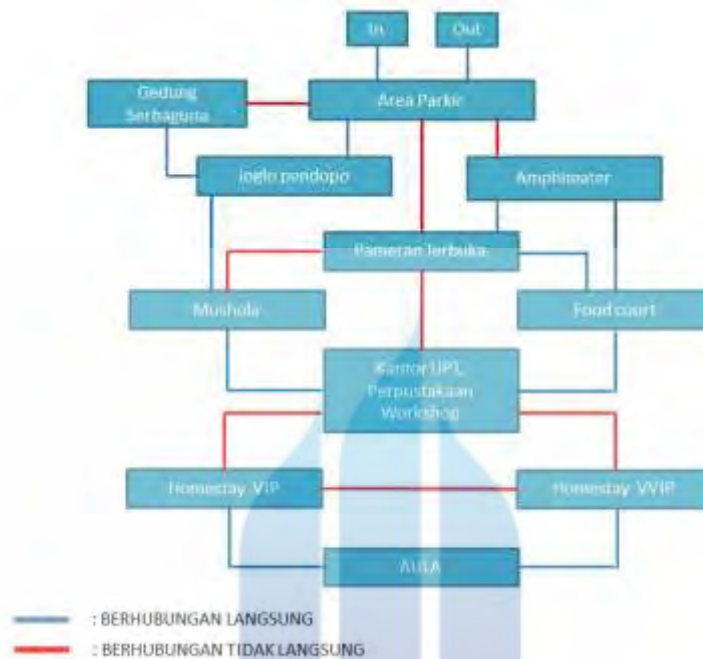 In
Out
Gedung
Serbaguna
Area Parkir
joglo pendopo
Amphiteater
Pameran Terbuka
Mushola
Food court
Kantor UPT,
Perpustakaan
Workshop
Homestay VIP
Homestay VVIP
AULA
: BERHUBUNGAN LANGSUNG
: BERHUBUNGAN TIDAK LANGSUNG